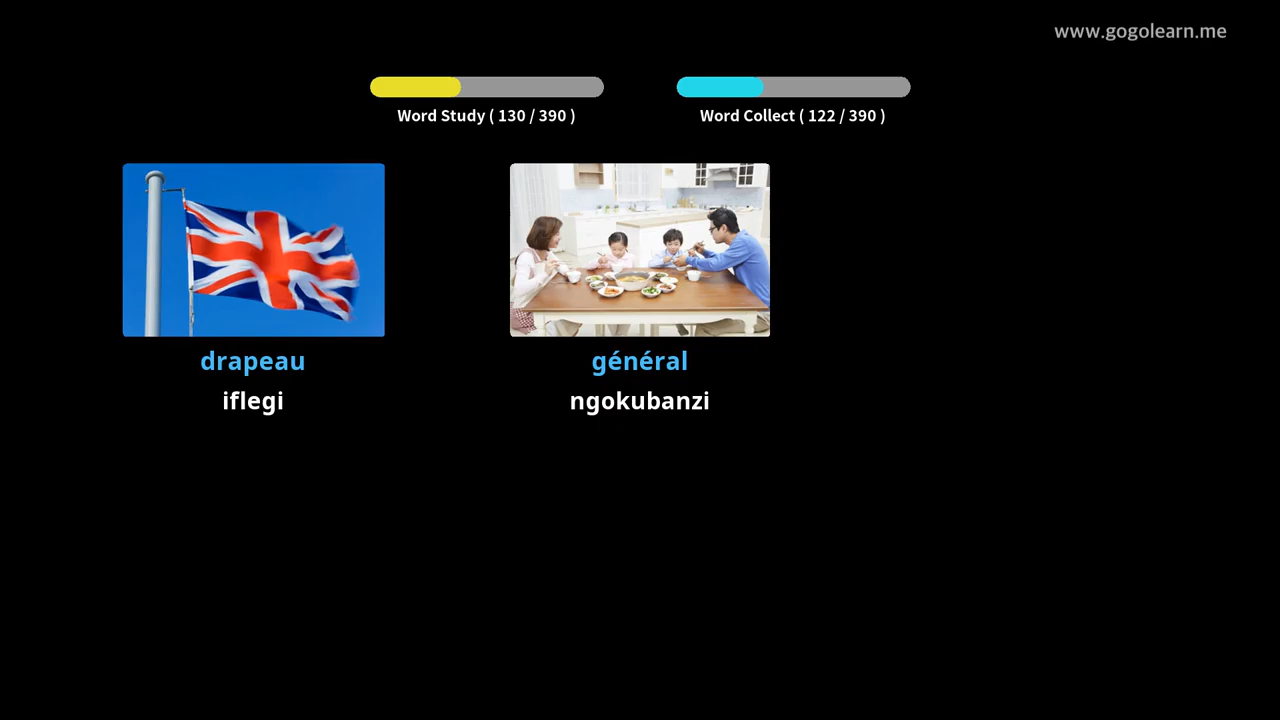 www.gogolearn.me
Word Study ( 130 / 390 )
Word Collect ( 122 / 390 )
drapeau
iflegi
général
ngokubanzi